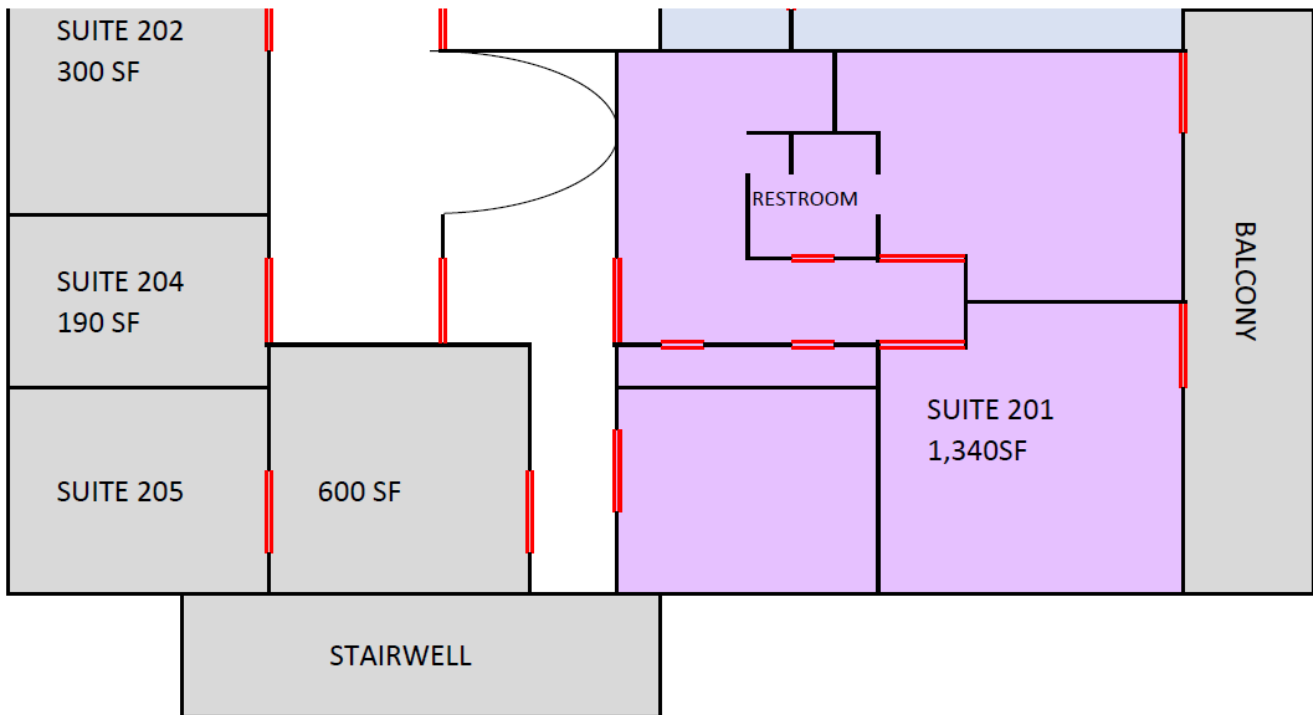 SUITE 202
300 SF
RESTROOM
BALCONY
SUITE 204
190 SF
SUITE 201
1,340SF
SUITE 205
600 SF
STAIRWELL